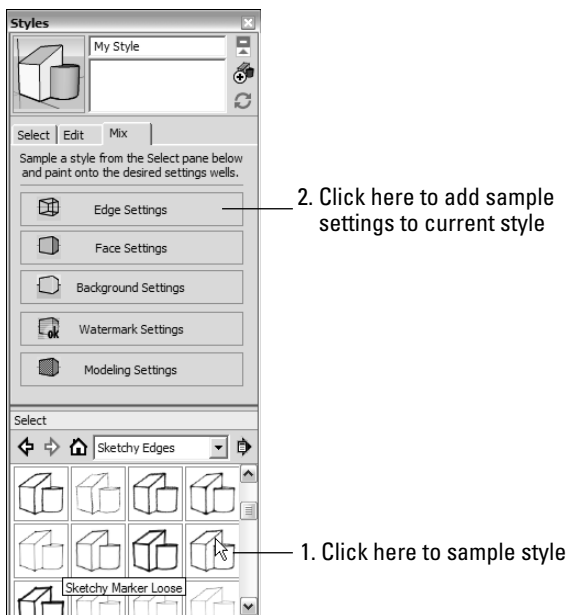 Styles
My Style
Select Edit Mix
Sample a style from the Select pane below
and paint onto the desired settings wells.
Edge Settings
2. Click here to add sample
settings to current style
Face Settings
Background Settings
ok Watermark Settings
Modeling Settings
Select
Sketchy Edges
1. Click here to sample style
Sketchy Marker Loose